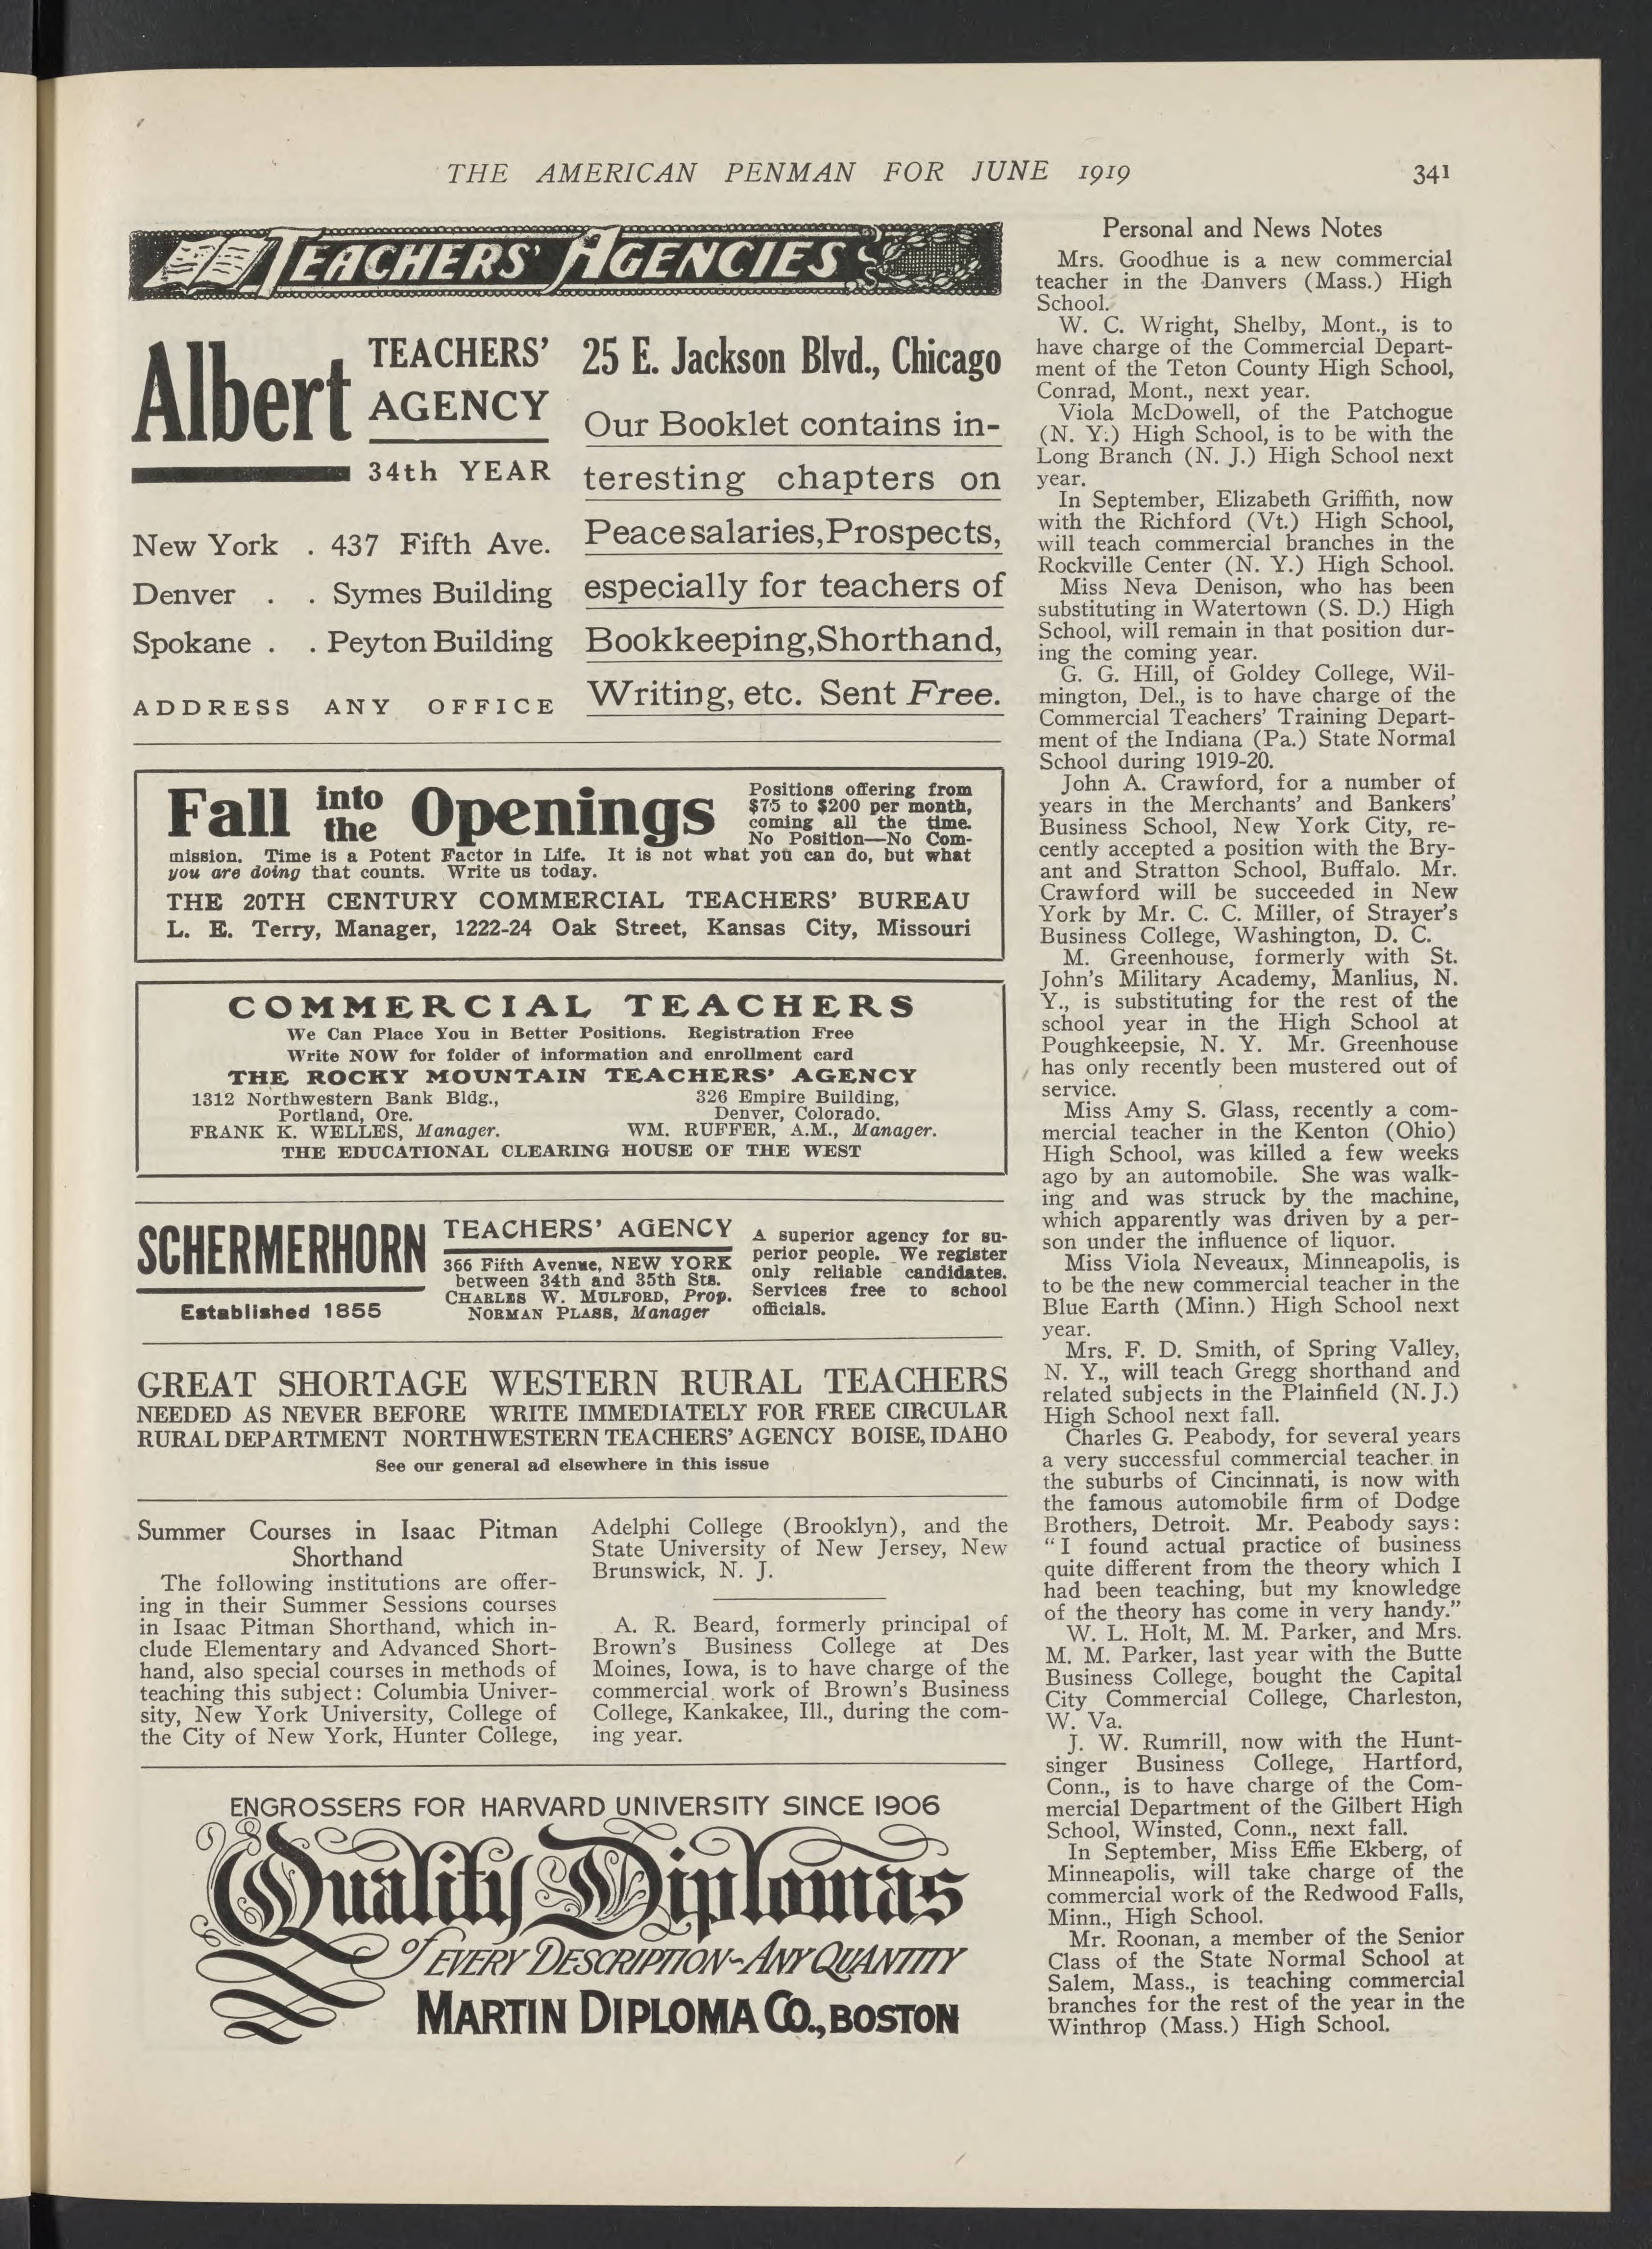 THE AMERICAN PENMAN FOR JUNE 1919
341
TEACHERS' AGENCIES
Albert
TEACHERS'
AGENCY
34th YEAR
New York . 437 Fifth Ave.
Denver . . Symes Building
Spokane . . Peyton Building
ADDRESS ANY OFFICE
25 E. Jackson Blvd., Chicago
Our Booklet contains in-
teresting chapters on
Peace salaries, Prospects,
especially for teachers of
Bookkeeping, Shorthand,
Writing, etc. Sent Free.
Fall into the Openings
Positions offering from
$75 to $200 per month,
coming all the time.
No Position—No Com-
mission. Time is a Potent Factor in Life. It is not what you can do, but what
you are doing that counts. Write us today.
THE 20TH CENTURY COMMERCIAL TEACHERS' BUREAU
L. E. Terry, Manager, 1222-24 Oak Street, Kansas City, Missouri
COMMERCIAL TEACHERS
We Can Place You in Better Positions. Registration Free
Write NOW for folder of information and enrollment card
THE ROCKY MOUNTAIN TEACHERS' AGENCY
1312 Northwestern Bank Bldg.,
Portland, Ore.
FRANK K. WELLES, Manager.
326 Empire Building,
Denver, Colorado.
WM. RUFFER, A.M., Manager.
THE EDUCATIONAL CLEARING HOUSE OF THE WEST
SCHERMERHORN
Established 1855
TEACHERS' AGENCY
366 Fifth Avenue, NEW YORK
between 34th and 35th Sts.
CHARLES W. MULFORD, Prop.
NORMAN PLASS, Manager
A superior agency for su-
perior people. We register
only reliable candidates.
Services free to school
officials.
GREAT SHORTAGE WESTERN RURAL TEACHERS
NEEDED AS NEVER BEFORE WRITE IMMEDIATELY FOR FREE CIRCULAR
RURAL DEPARTMENT NORTHWESTERN TEACHERS' AGENCY BOISE, IDAHO
See our general ad elsewhere in this issue
Summer Courses in Isaac Pitman
Shorthand
The following institutions are offer-
ing in their Summer Sessions courses
in Isaac Pitman Shorthand, which in-
clude Elementary and Advanced Short-
hand, also special courses in methods of
teaching this subject: Columbia Univer-
sity, New York University, College of
the City of New York, Hunter College,
Adelphi College (Brooklyn), and the
State University of New Jersey, New
Brunswick, N. J.
A. R. Beard, formerly principal of
Brown's Business College at Des
Moines, Iowa, is to have charge of the
commercial work of Brown's Business
College, Kankakee, Ill., during the com-
ing year.
ENGROSSERS FOR HARVARD UNIVERSITY SINCE 1906
Quality Diplomas
of EVERY DESCRIPTION-ANY QUANTITY
MARTIN DIPLOMA CO., BOSTON
Personal and News Notes
Mrs. Goodhue is a new commercial
teacher in the Danvers (Mass.) High
School.
W. C. Wright, Shelby, Mont., is to
have charge of the Commercial Depart-
ment of the Teton County High School,
Conrad, Mont., next year.
Viola McDowell, of the Patchogue
(N. Y.) High School, is to be with the
Long Branch (N. J.) High School next
year.
In September, Elizabeth Griffith, now
with the Richford (Vt.) High School,
will teach commercial branches in the
Rockville Center (N. Y.) High School.
Miss Neva Denison, who has been
substituting in Watertown (S. D.) High
School, will remain in that position dur-
ing the coming year.
G. G. Hill, of Goldey College, Wil-
mington, Del., is to have charge of the
Commercial Teachers' Training Depart-
ment of the Indiana (Pa.) State Normal
School during 1919-20.
John A. Crawford, for a number of
years in the Merchants' and Bankers'
Business School, New York City, re-
cently accepted a position with the Bry-
ant and Stratton School, Buffalo. Mr.
Crawford will be succeeded in New
York by Mr. C. C. Miller, of Strayer's
Business College, Washington, D. C.
M. Greenhouse, formerly with St.
John's Military Academy, Manlius, N.
Y., is substituting for the rest of the
school year in the High School at
Poughkeepsie, N. Y. Mr. Greenhouse
has only recently been mustered out of
service.
Miss Amy S. Glass, recently a com-
mercial teacher in the Kenton (Ohio)
High School, was killed a few weeks
ago by an automobile. She was walk-
ing and was struck by the machine,
which apparently was driven by a per-
son under the influence of liquor.
Miss Viola Neveaux, Minneapolis, is
to be the new commercial teacher in the
Blue Earth (Minn.) High School next
year.
Mrs. F. D. Smith, of Spring Valley,
N. Y., will teach Gregg shorthand and
related subjects in the Plainfield (N. J.)
High School next fall.
Charles G. Peabody, for several years
a very successful commercial teacher in
the suburbs of Cincinnati, is now with
the famous automobile firm of Dodge
Brothers, Detroit. Mr. Peabody says:
“I found actual practice of business
quite different from the theory which I
had been teaching, but my knowledge
of the theory has come in very handy.”
W. L. Holt, M. M. Parker, and Mrs.
M. M. Parker, last year with the Butte
Business College, bought the Capital
City Commercial College, Charleston,
W. Va.
J. W. Rumrill, now with the Hunt-
singer Business College, Hartford,
Conn., is to have charge of the Com-
mercial Department of the Gilbert High
School, Winsted, Conn., next fall.
In September, Miss Effie Ekberg, of
Minneapolis, will take charge of the
commercial work of the Redwood Falls,
Minn., High School.
Mr. Roonan, a member of the Senior
Class of the State Normal School at
Salem, Mass., is teaching commercial
branches for the rest of the year in the
Winthrop (Mass.) High School.